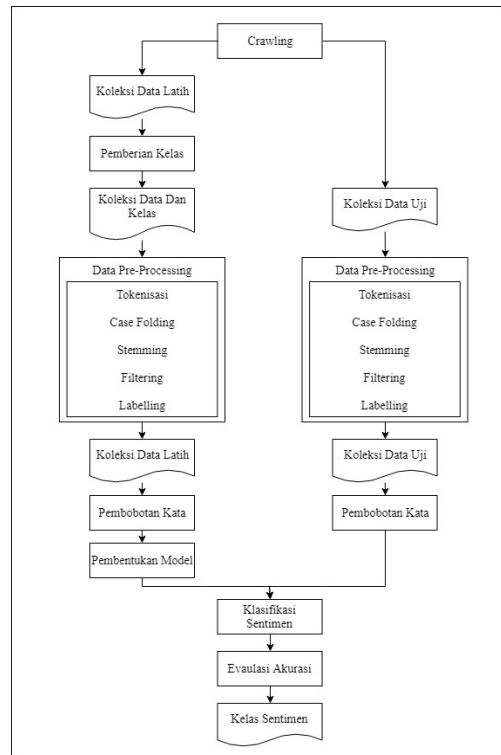 Crawling
Koleksi Data Latih
Pemberian Kelas
Koleksi Data Dan
Kelas
Data Pre-Processing
Tokenisasi
Case Folding
Stemming
Filtering
Labelling
Koleksi Data Latih
Pembobotan Kata
Pembentukan Model
Koleksi Data Uji
Data Pre-Processing
Tokenisasi
Case Folding
Stemming
Filtering
Labelling
Koleksi Data Uji
Pembobotan Kata
Klasifikasi
Sentimen
Evaulasi Akurasi
Kelas Sentimen